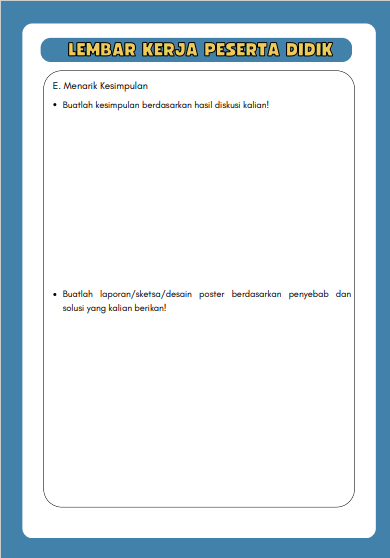 LEMBAR KERJA PESERTA DIDIK
E. Menarik Kesimpulan
• Buatlah kesimpulan berdasarkan hasil diskusi kalian!
• Buatlah laporan/sketsa/desain poster berdasarkan penyebab dan
solusi yang kalian berikan!